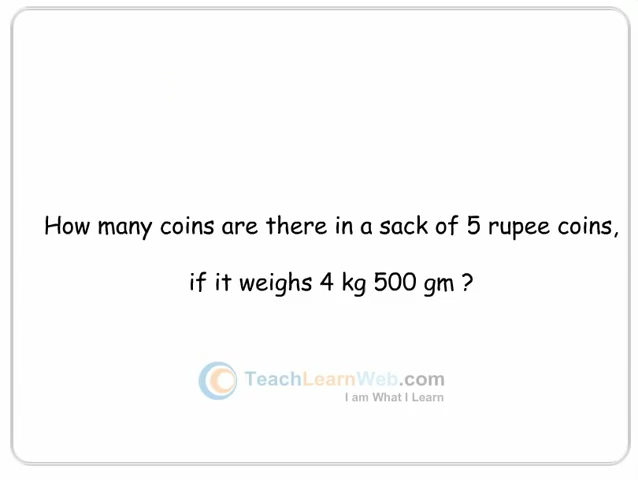 How many coins are there in a sack of 5 rupee coins,
if it weighs 4 kg 500 gm ?
TeachLearnWeb.com
I am What I Learn